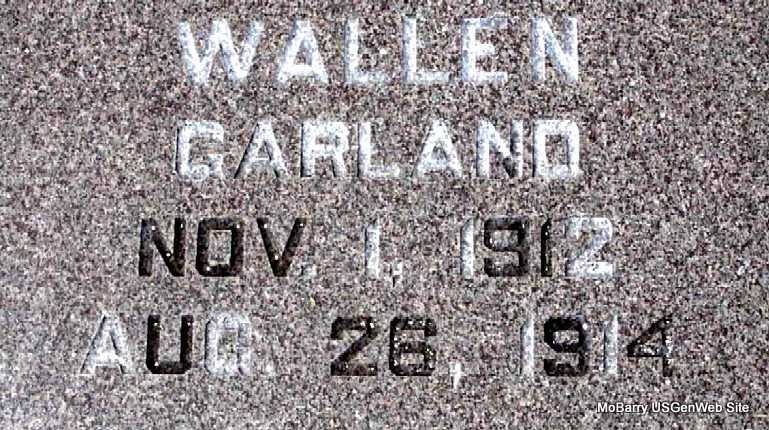 WALLEN
GARLAND
NOV. 1, 1912
AUG. 26, 1914
MoBarry USGenWeb Site